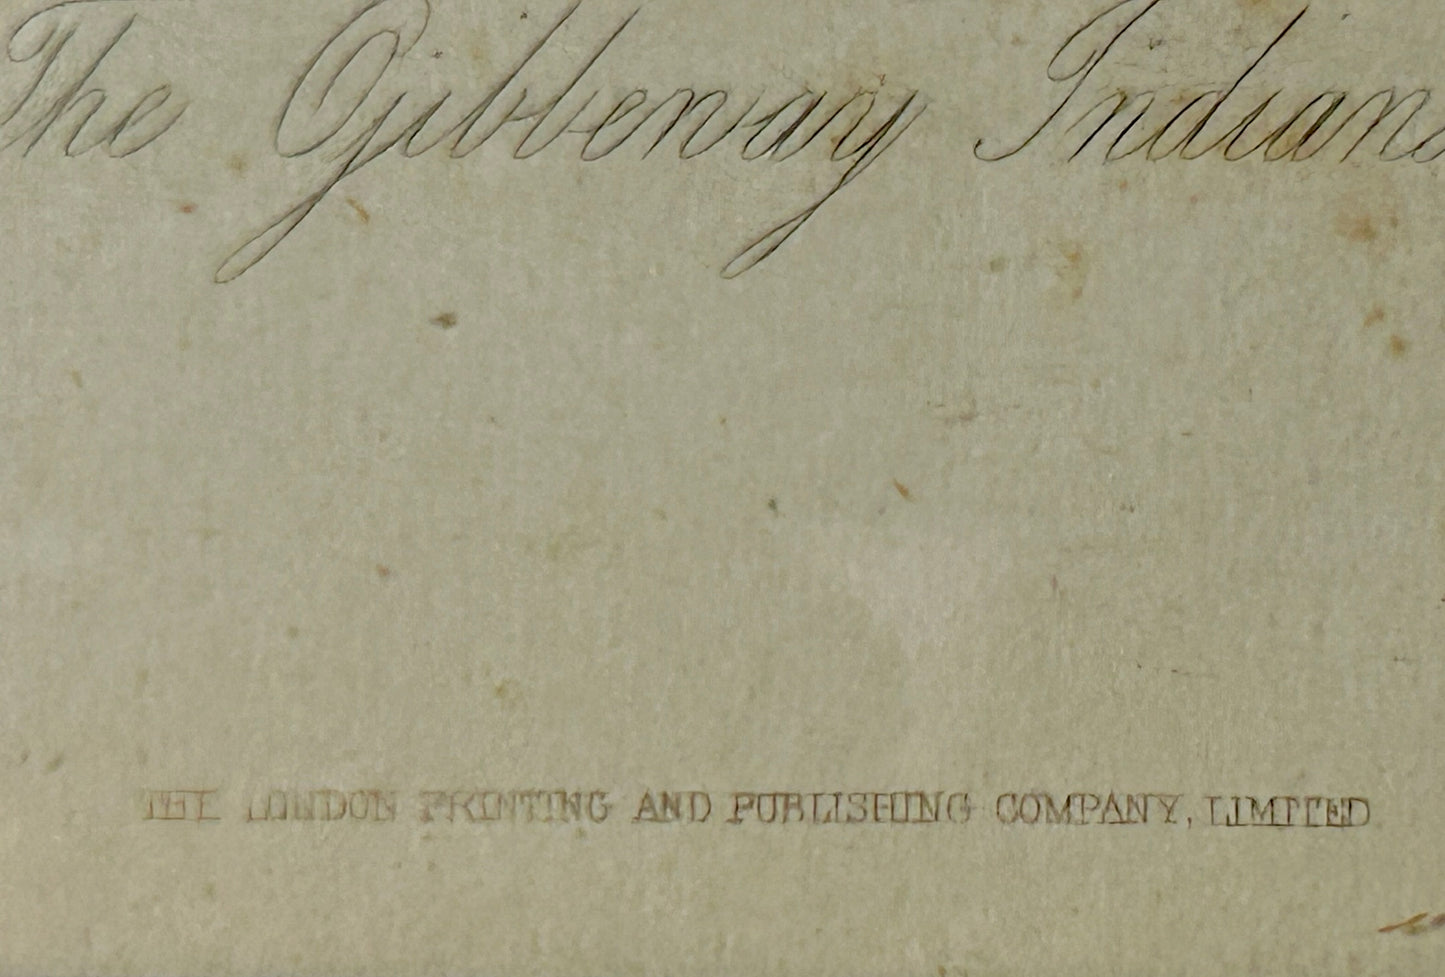 The Ojibbeway Indians
THE LONDON PRINTING AND PUBLISHING COMPANY, LIMITED